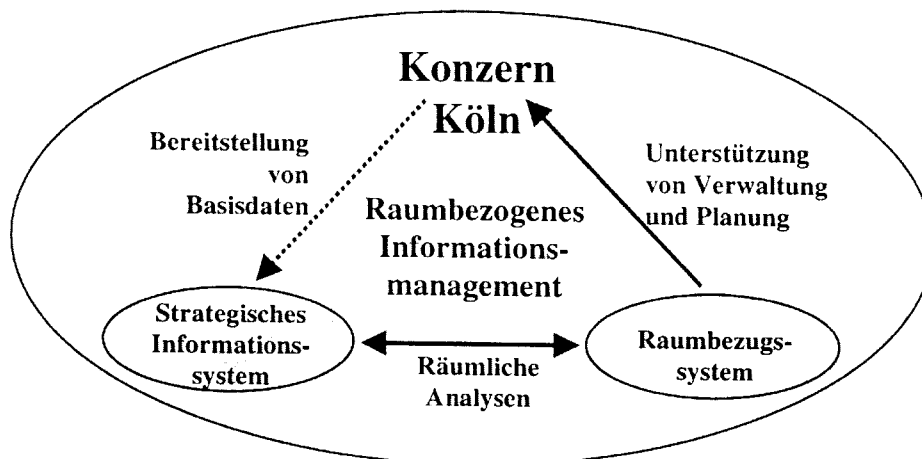 Konzern
Köln
Bereitstellung
von
Basisdaten
Unterstützung
von Verwaltung
und Planung
Raumbezogenes
Informations-
management
Strategisches
Informations-
system
Räumliche
Analysen
Raumbezugs-
system